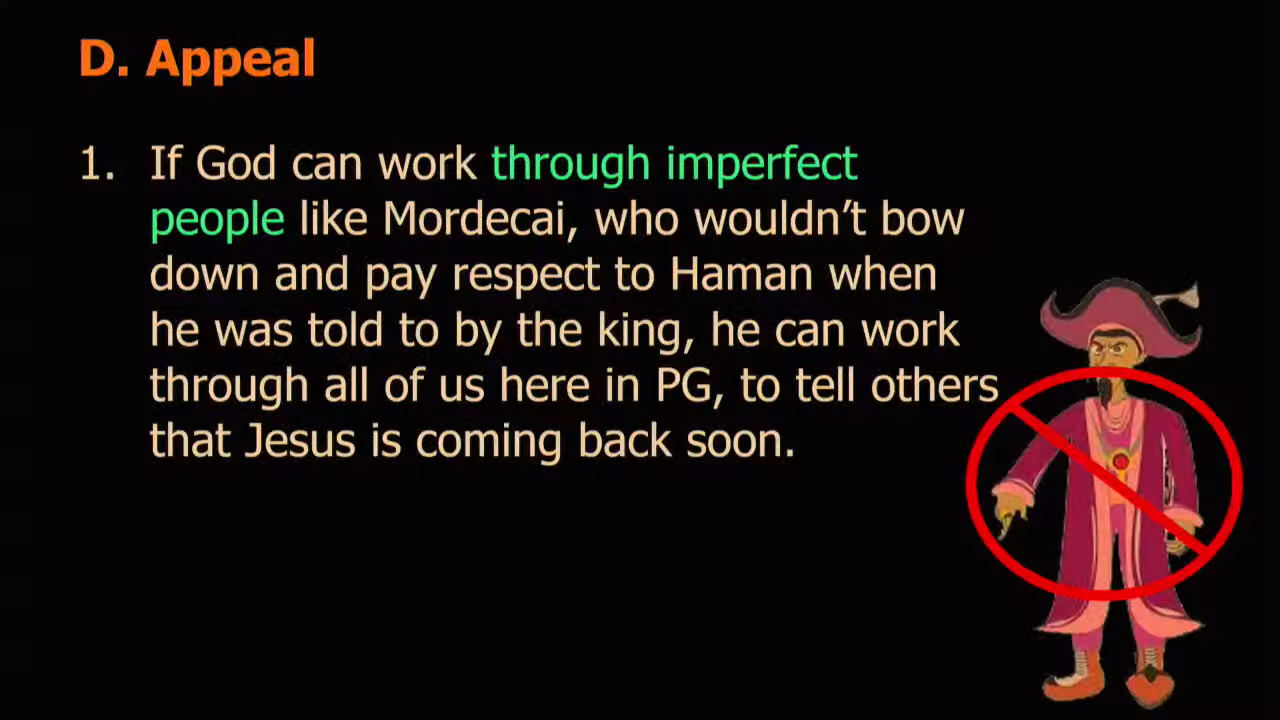 D. Appeal
1. If God can work through imperfect
people like Mordecai, who wouldn’t bow
down and pay respect to Haman when
he was told to by the king, he can work
through all of us here in PG, to tell others
that Jesus is coming back soon.